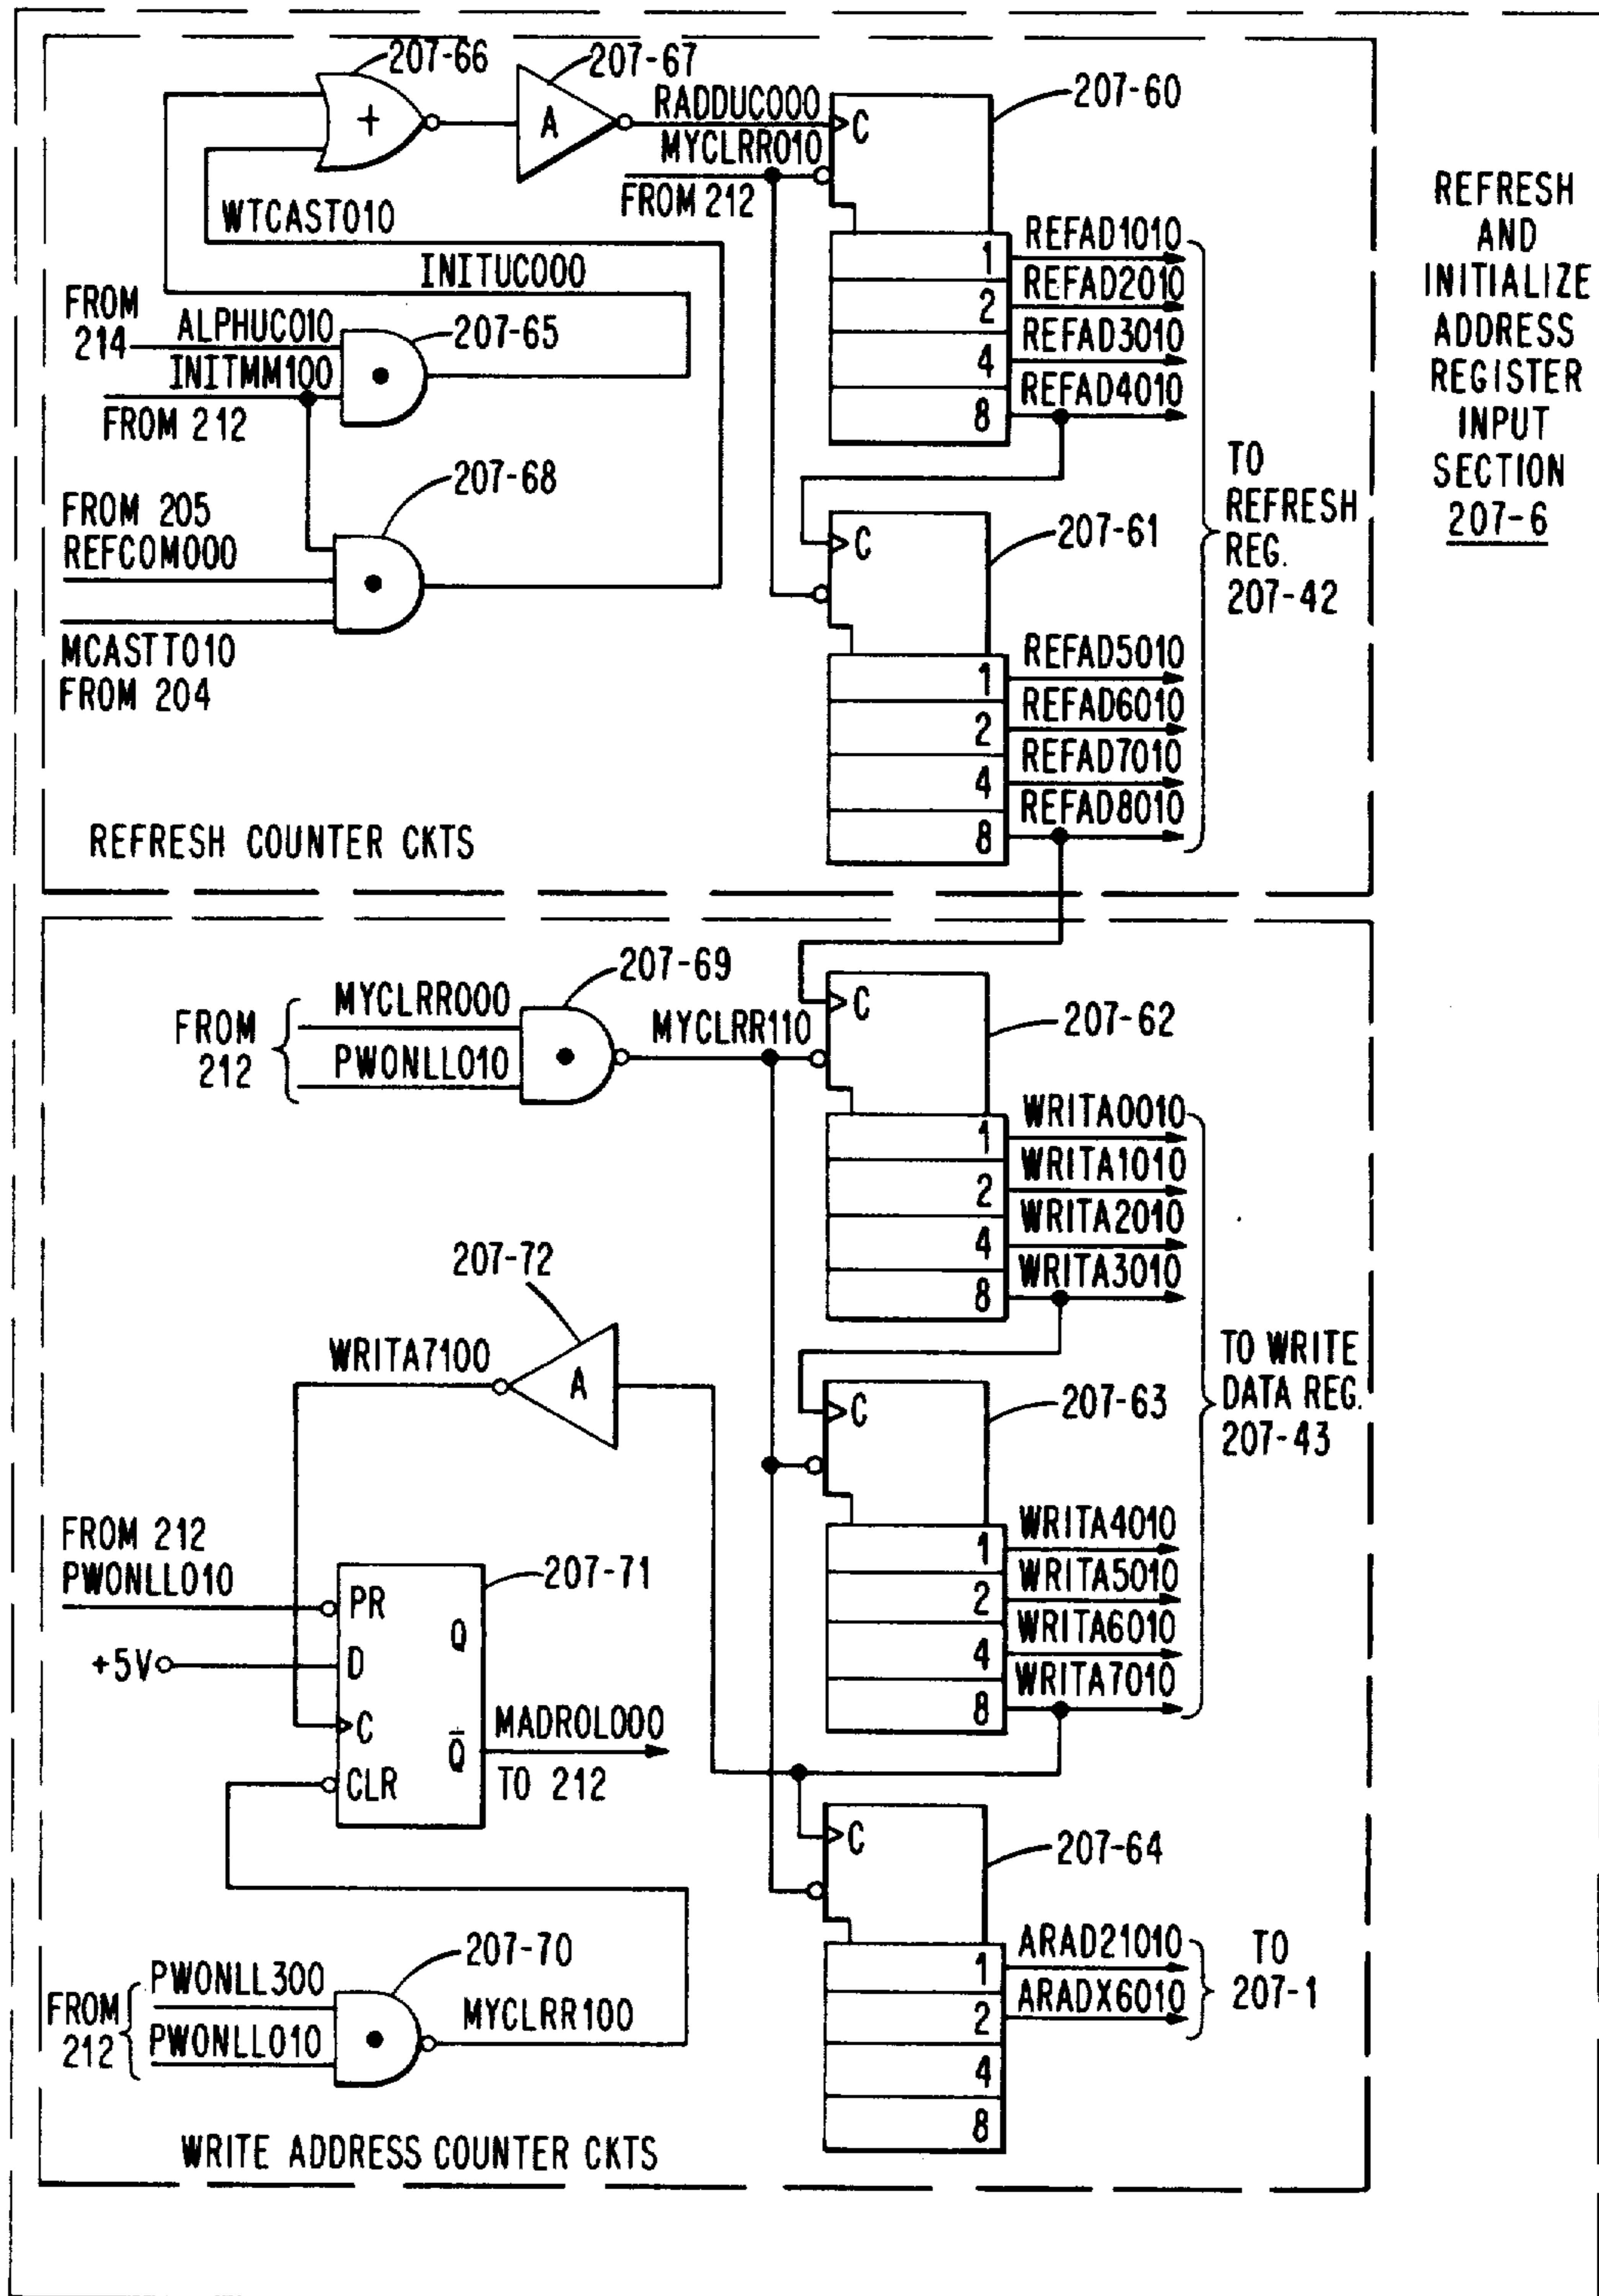 207-66
207-67
207-60
RADDUC000
MYCLRR010
FROM 212
+
A
C
WTCAST010
INITUC000
FROM
214
ALPHUC010
INITMM100
FROM 212
207-65
207-68
FROM 205
REFCOM000
MCASTT010
FROM 204
1
2
4
8
REFAD1010
REFAD2010
REFAD3010
REFAD4010
C
207-61
1
2
4
8
REFAD5010
REFAD6010
REFAD7010
REFAD8010
TO
REFRESH
REG.
207-42
REFRESH
AND
INITIALIZE
ADDRESS
REGISTER
INPUT
SECTION
207-6
REFRESH COUNTER CKTS
FROM
212
MYCLRR000
PWONLL010
207-69
MYCLRR110
C
207-62
1
2
4
8
WRITA0010
WRITA1010
WRITA2010
WRITA3010
207-72
WRITA7100
A
C
207-63
TO WRITE
DATA REG.
207-43
1
2
4
8
WRITA4010
WRITA5010
WRITA6010
WRITA7010
FROM 212
PWONLL010
+5V
PR
D
C
CLR
Q
Q̅
207-71
MADROL000
TO 212
C
207-64
1
2
4
8
ARAD21010
ARADX6010
TO
207-1
FROM
212
PWONLL300
PWONLL010
207-70
MYCLRR100
WRITE ADDRESS COUNTER CKTS